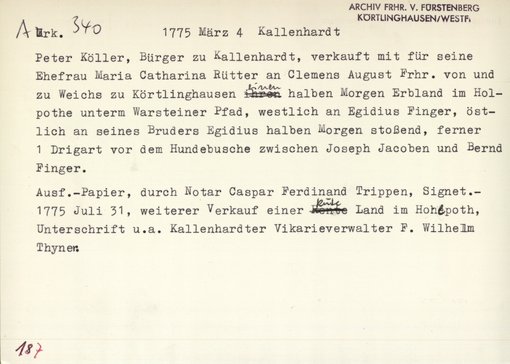 ARCHIV FRHR. V. FÜRSTENBERG
KÖRTLINGHAUSEN/WESTF.
A Urk. 340 1775 März 4 Kallenhardt
Peter Köller, Bürger zu Kallenhardt, verkauft mit für seine
Ehefrau Maria Catharina Rütter an Clemens August Frhr. von und
zu Weichs zu Körtlinghausen einen halben Morgen Erbland im Hol-
pothe unterm Warsteiner Pfad, westlich an Egidius Finger, öst-
lich an seines Bruders Egidius halben Morgen stoßend, ferner
1 Drigart vor dem Hundebusche zwischen Joseph Jacoben und Bernd
Finger.
Ausf.-Papier, durch Notar Caspar Ferdinand Trippen, Signet.-
1775 Juli 31, weiterer Verkauf einer Rute Land im Hohlpoth,
Unterschrift u.a. Kallenhardter Vikarieverwalter F. Wilhelm
Thyner.
187